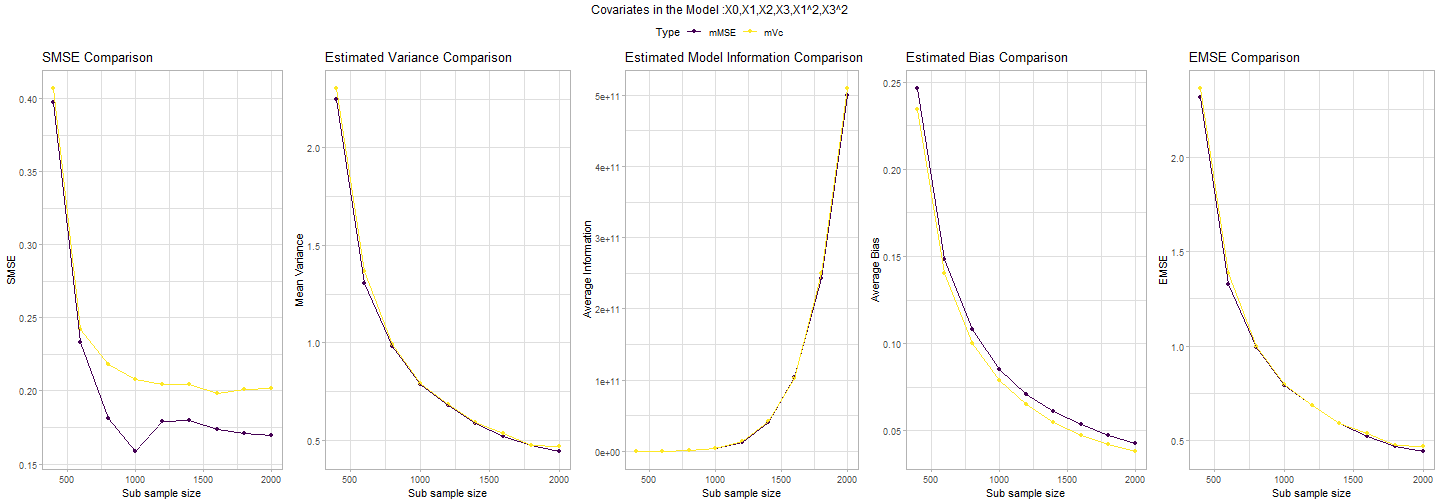 Covariates in the Model :X0,X1,X2,X3,X1^2,X3^2
Type mMSE mVc
SMSE Comparison
SMSE
0.40
0.35
0.30
0.25
0.20
0.15
500 1000 1500 2000
Sub sample size
Estimated Variance Comparison
Mean Variance
2.0
1.5
1.0
0.5
500 1000 1500 2000
Sub sample size
Estimated Model Information Comparison
Average Information
5e+11
4e+11
3e+11
2e+11
1e+11
0e+00
500 1000 1500 2000
Sub sample size
Estimated Bias Comparison
Average Bias
0.25
0.20
0.15
0.10
0.05
500 1000 1500 2000
Sub sample size
EMSE Comparison
EMSE
2.0
1.5
1.0
0.5
500 1000 1500 2000
Sub sample size